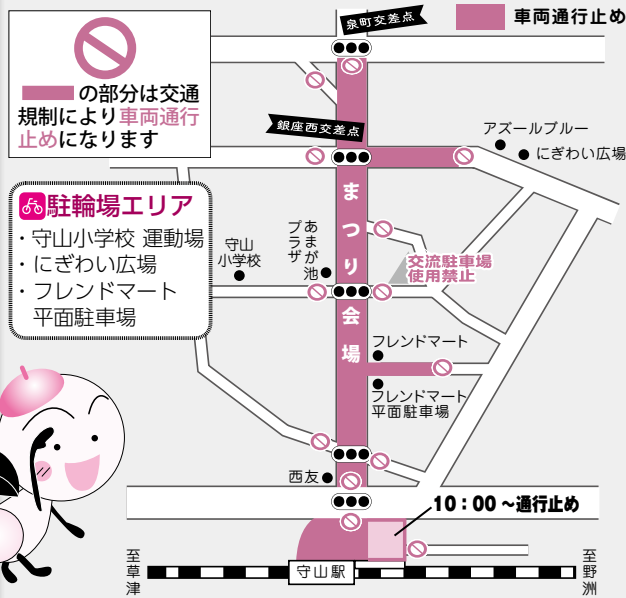 の部分は交通
規制により車両通行
止めになります
泉町交差点
車両通行止め
銀座西交差点
アズールブルー
にぎわい広場
駐輪場エリア
・守山小学校 運動場
・にぎわい広場
・フレンドマート
平面駐車場
守山
小学校
あまが池
プラザ
まつり会場
交流駐車場
使用禁止
フレンドマート
フレンドマート
平面駐車場
西友
10：00 ～通行止め
至草津
守山駅
至野洲